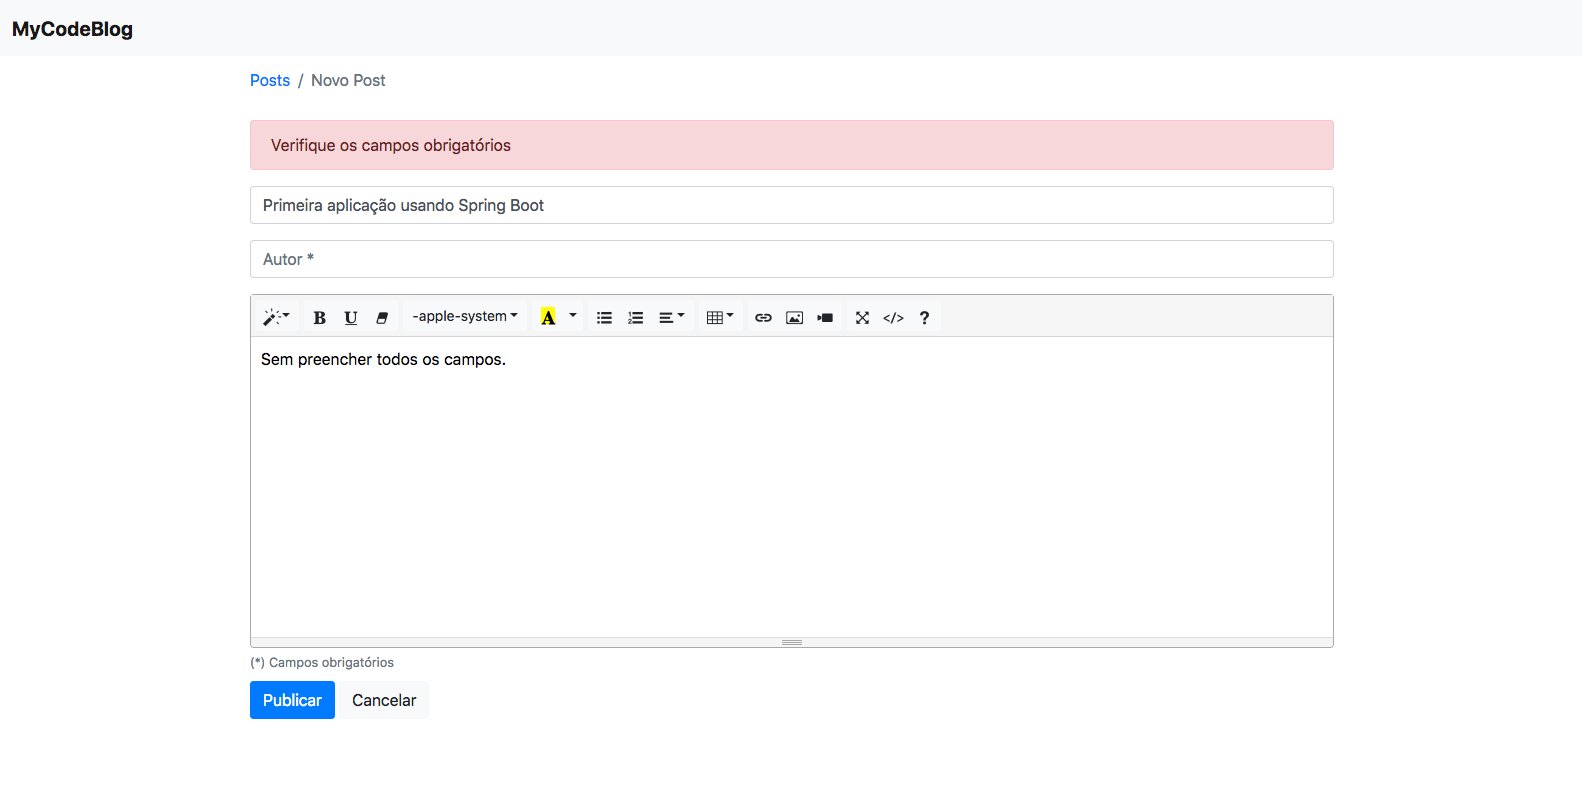 MyCodeBlog
Posts / Novo Post
Verifique os campos obrigatórios
Primeira aplicação usando Spring Boot
Autor *
B U -apple-system A </> ?
Sem preencher todos os campos.
(*) Campos obrigatórios
Publicar Cancelar